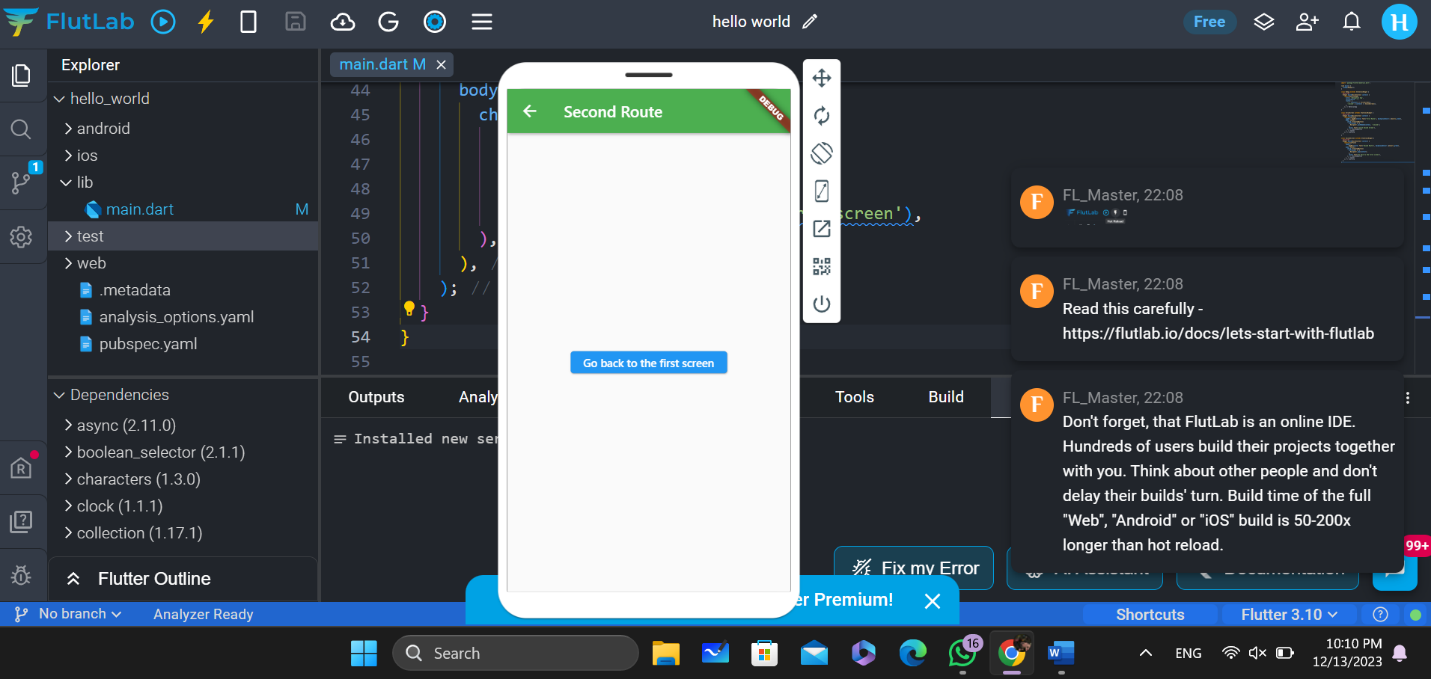 FlutLab
hello world
Free
H
Explorer
hello_world
android
ios
lib
main.dart
M
test
web
.metadata
analysis_options.yaml
pubspec.yaml
1
Dependencies
async (2.11.0)
boolean_selector (2.1.1)
characters (1.3.0)
clock (1.1.1)
collection (1.17.1)
Flutter Outline
main.dart M
44 body
45 ch
46
47
48
49 screen'),
50 ),
51 ), /
52 ); //
53 }
54 }
55
Second Route
DEBUG
Go back to the first screen
Outputs
Tools
Build
Installed new
Fix my Error
Premium!
F
FL_Master, 22:08
FlutLab
F
FL_Master, 22:08
Read this carefully -
https://flutlab.io/docs/lets-start-with-flutlab
F
FL_Master, 22:08
Don't forget, that FlutLab is an online IDE.
Hundreds of users build their projects together
with you. Think about other people and don't
delay their builds' turn. Build time of the full
"Web", "Android" or "iOS" build is 50-200x
longer than hot reload.
99+
No branch
Analyzer Ready
Shortcuts
Flutter 3.10
Search
16
ENG
10:10 PM
12/13/2023